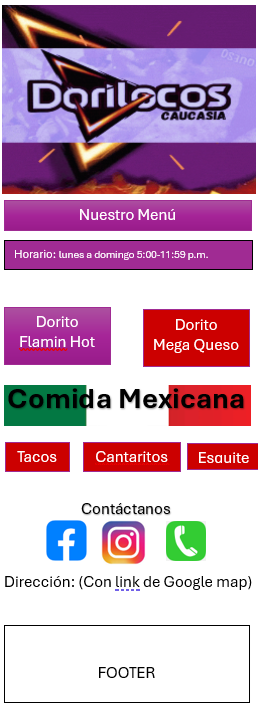 Dorilocos
CAUCASIA
Nuestro Menú
Horario: lunes a domingo 5:00-11:59 p.m.
Dorito
Flamin Hot
Dorito
Mega Queso
Comida Mexicana
Tacos
Cantaritos
Esquite
Contáctanos
Dirección: (Con link de Google map)
FOOTER